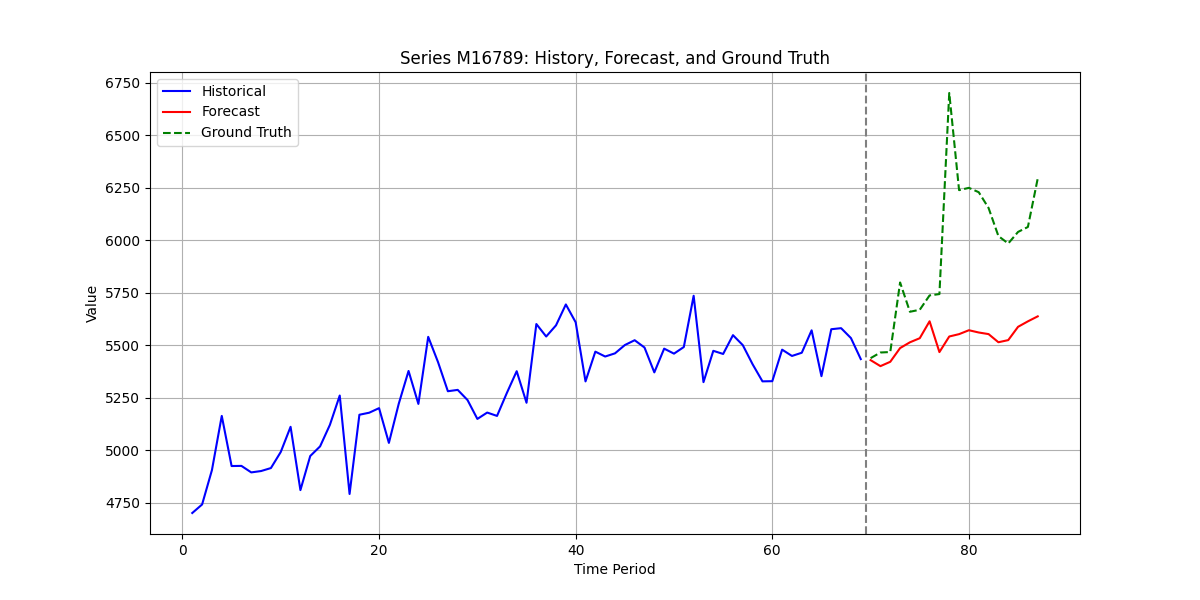 Series M16789: History, Forecast, and Ground Truth
Historical
Forecast
Ground Truth
6750
6500
6250
6000
5750
5500
5250
5000
4750
Value
0 20 40 60 80
Time Period